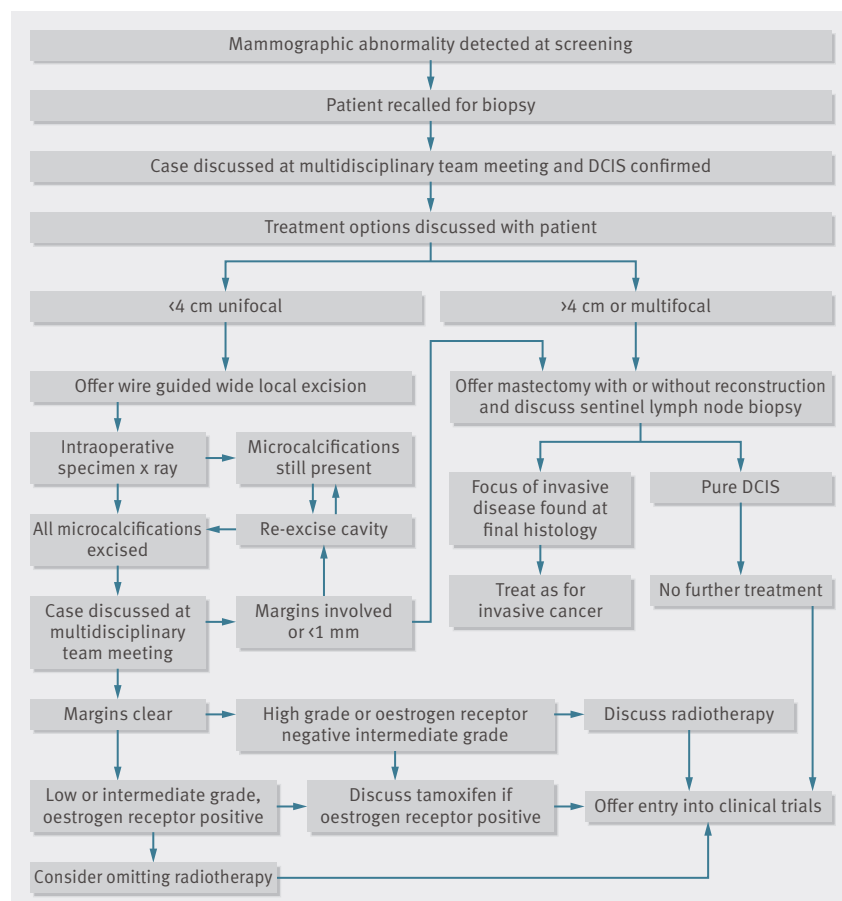 Mammographic abnormality detected at screening
Patient recalled for biopsy
Case discussed at multidisciplinary team meeting and DCIS confirmed
Treatment options discussed with patient
<4 cm unifocal
>4 cm or multifocal
Offer wire guided wide local excision
Offer mastectomy with or without reconstruction
and discuss sentinel lymph node biopsy
Intraoperative
specimen x ray
Microcalcifications
still present
Focus of invasive
disease found at
final histology
Pure DCIS
All microcalcifications
excised
Re-excise cavity
Treat as for
invasive cancer
No further treatment
Case discussed at
multidisciplinary
team meeting
Margins involved
or <1 mm
Margins clear
High grade or oestrogen receptor
negative intermediate grade
Discuss radiotherapy
Low or intermediate grade,
oestrogen receptor positive
Discuss tamoxifen if
oestrogen receptor positive
Offer entry into clinical trials
Consider omitting radiotherapy